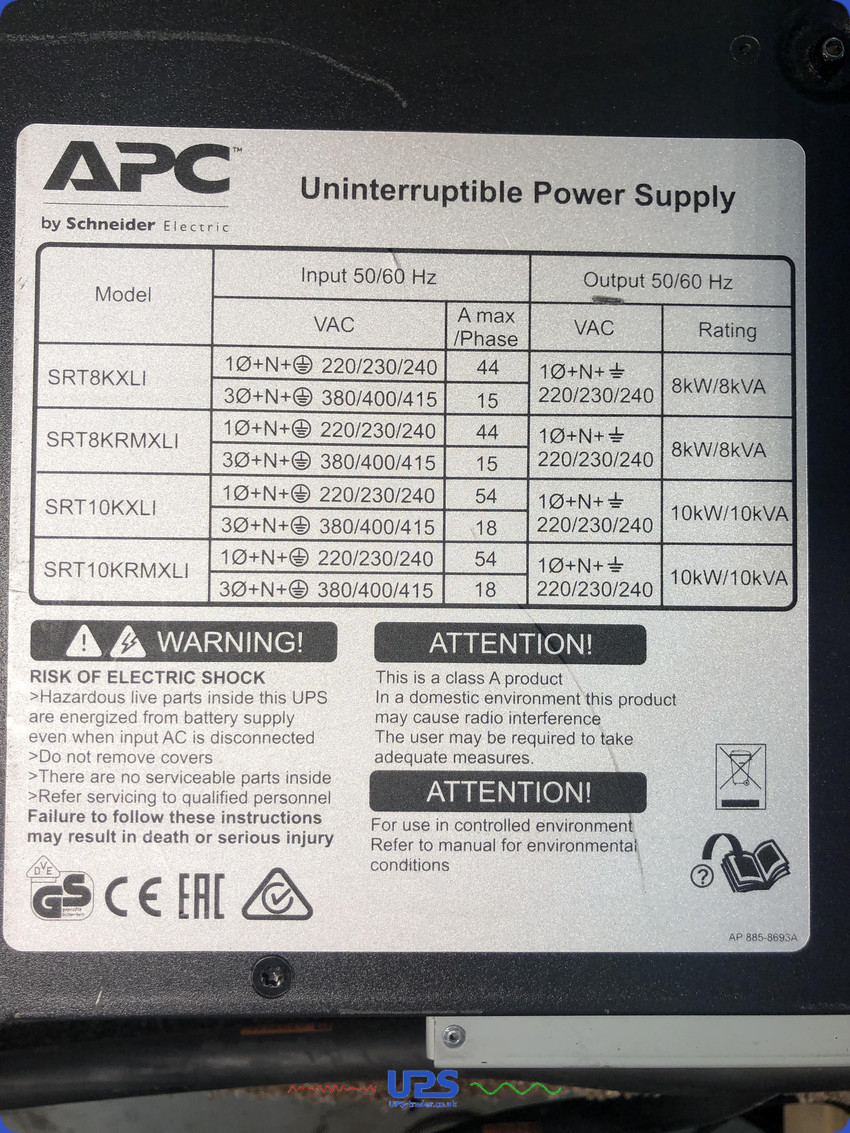 APC™
by Schneider Electric
Uninterruptible Power Supply
Model
Input 50/60 Hz
Output 50/60 Hz
VAC
A max
/Phase
VAC
Rating
SRT8KXLI
1Ø+N+⏚ 220/230/240
44
3Ø+N+⏚ 380/400/415
15
1Ø+N+⏚
220/230/240
8kW/8kVA
SRT8KRMXLI
1Ø+N+⏚ 220/230/240
44
3Ø+N+⏚ 380/400/415
15
1Ø+N+⏚
220/230/240
8kW/8kVA
SRT10KXLI
1Ø+N+⏚ 220/230/240
54
3Ø+N+⏚ 380/400/415
18
1Ø+N+⏚
220/230/240
10kW/10kVA
SRT10KRMXLI
1Ø+N+⏚ 220/230/240
54
3Ø+N+⏚ 380/400/415
18
1Ø+N+⏚
220/230/240
10kW/10kVA
WARNING!
RISK OF ELECTRIC SHOCK
>Hazardous live parts inside this UPS
are energized from battery supply
even when input AC is disconnected
>Do not remove covers
>There are no serviceable parts inside
>Refer servicing to qualified personnel
Failure to follow these instructions
may result in death or serious injury
ATTENTION!
This is a class A product
In a domestic environment this product
may cause radio interference
The user may be required to take
adequate measures.
ATTENTION!
For use in controlled environment
Refer to manual for environmental
conditions
DVE
GS
CE
EAC
?
AP 885-8693A
UPS
UPS-trader.co.uk